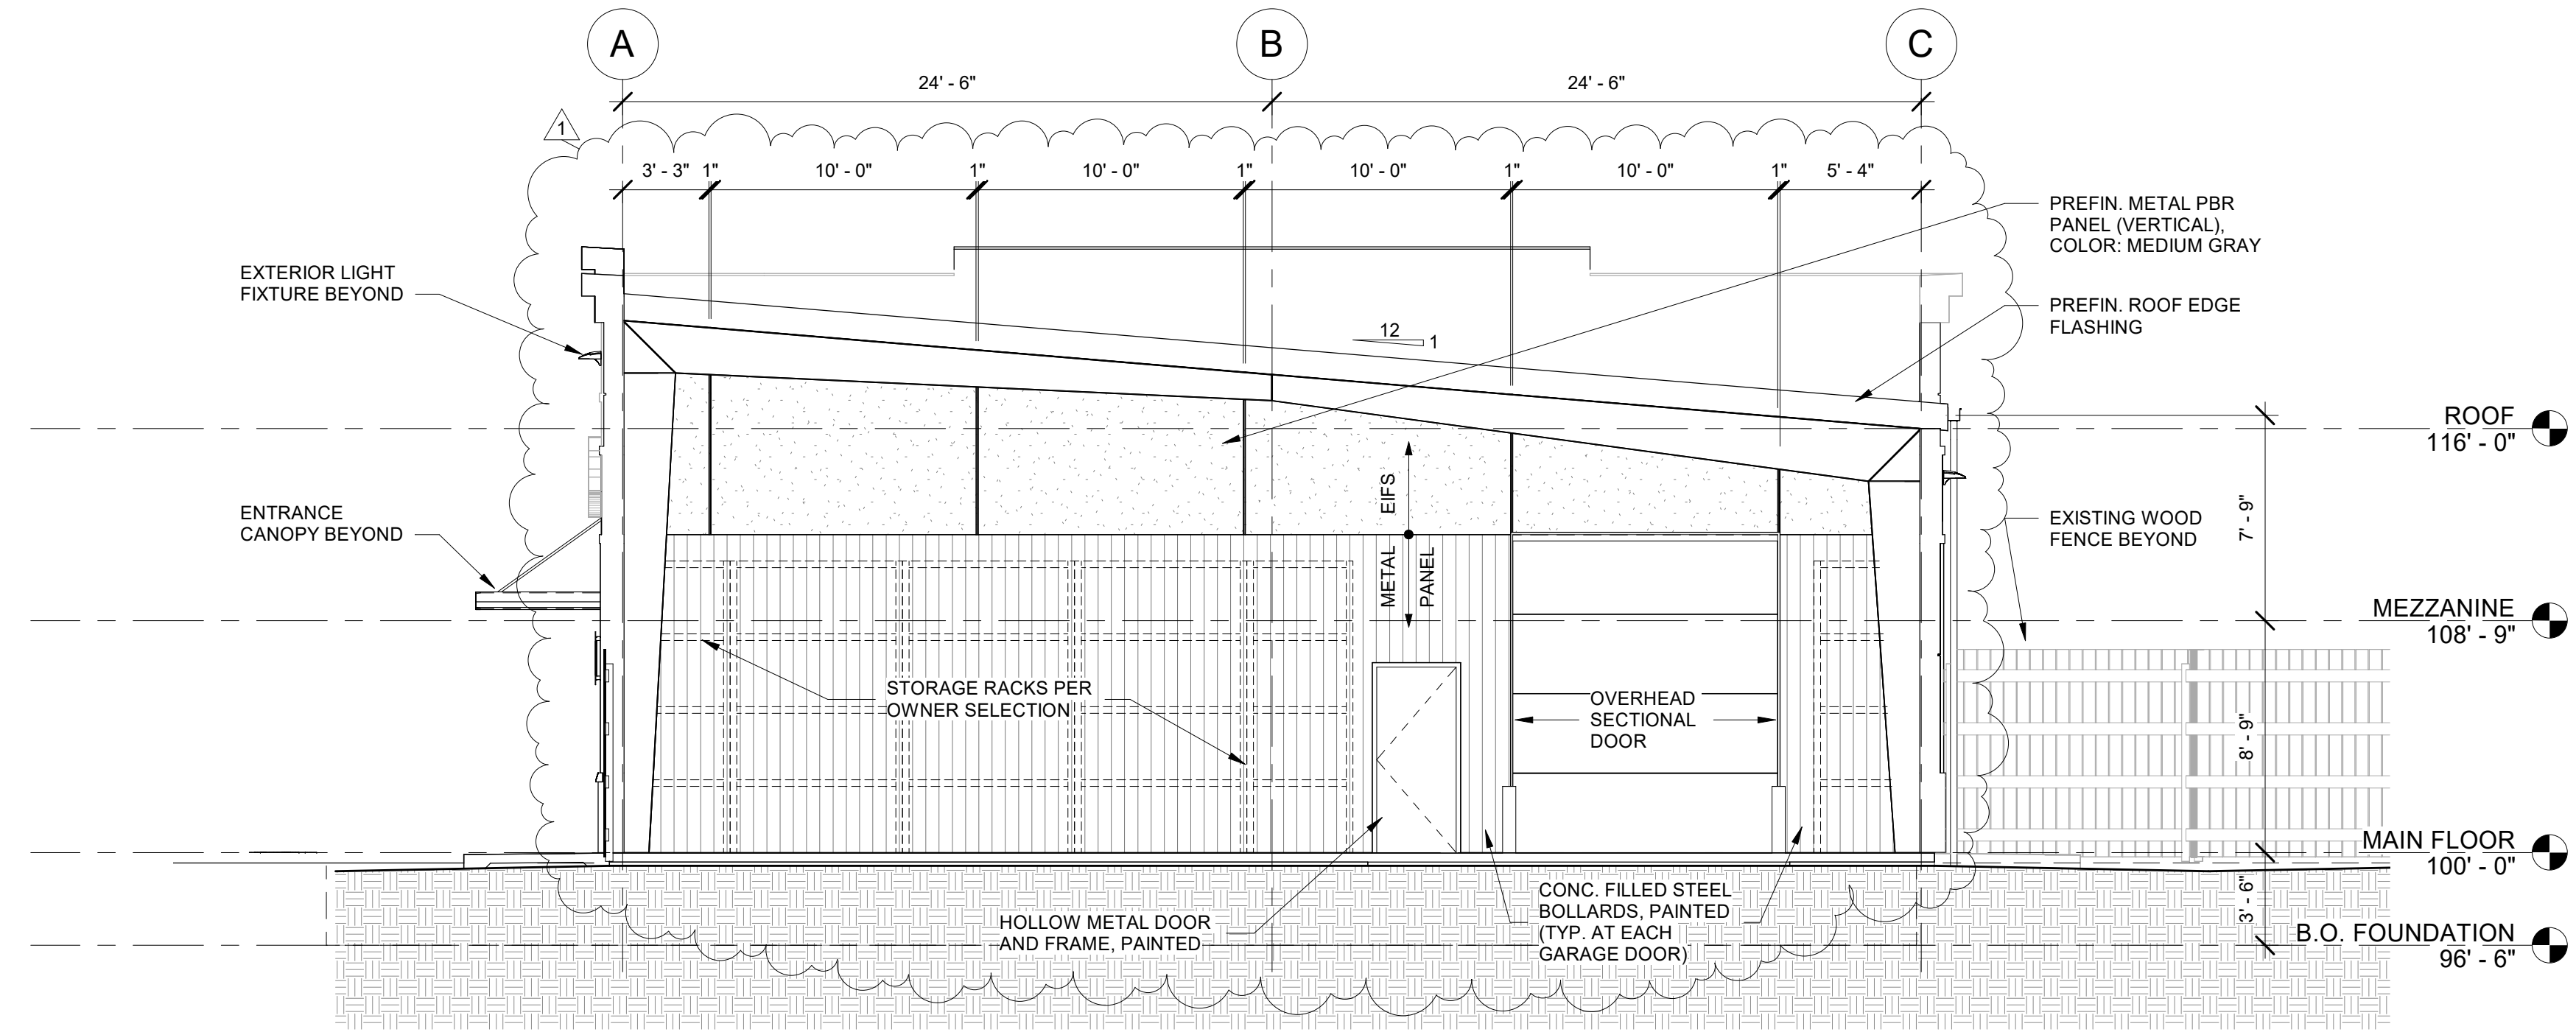 A
B
C
24' - 6"
24' - 6"
1
3' - 3"
1"
10' - 0"
1"
10' - 0"
1"
10' - 0"
1"
10' - 0"
1"
5' - 4"
PREFIN. METAL PBR
PANEL (VERTICAL),
COLOR: MEDIUM GRAY
EXTERIOR LIGHT
FIXTURE BEYOND
PREFIN. ROOF EDGE
FLASHING
12
1
ROOF
116' - 0"
EIFS
METAL
PANEL
ENTRANCE
CANOPY BEYOND
EXISTING WOOD
FENCE BEYOND
7' - 9"
MEZZANINE
108' - 9"
STORAGE RACKS PER
OWNER SELECTION
OVERHEAD
SECTIONAL
DOOR
8' - 9"
MAIN FLOOR
100' - 0"
HOLLOW METAL DOOR
AND FRAME, PAINTED
CONC. FILLED STEEL
BOLLARDS, PAINTED
(TYP. AT EACH
GARAGE DOOR)
3' - 6"
B.O. FOUNDATION
96' - 6"